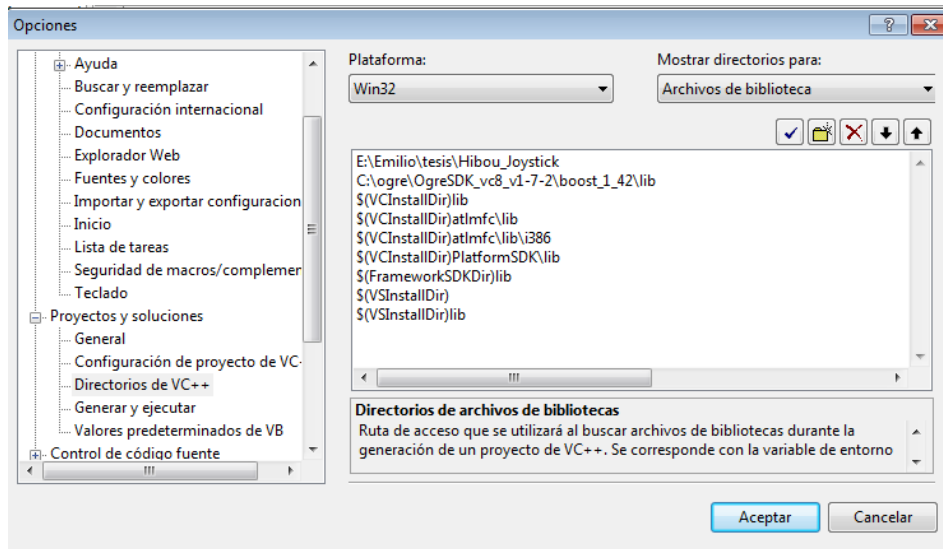 Opciones
Ayuda
Buscar y reemplazar
Configuración internacional
Documentos
Explorador Web
Fuentes y colores
Importar y exportar configuracion
Inicio
Lista de tareas
Seguridad de macros/complemer
Teclado
Proyectos y soluciones
General
Configuración de proyecto de VC-
Directorios de VC++
Generar y ejecutar
Valores predeterminados de VB
Control de código fuente
Plataforma:
Win32
Mostrar directorios para:
Archivos de biblioteca
E:\Emilio\tesis\Hibou_Joystick
C:\ogre\OgreSDK_vc8_v1-7-2\boost_1_42\lib
$(VCInstallDir)lib
$(VCInstallDir)atlmfc\lib
$(VCInstallDir)atlmfc\lib\i386
$(VCInstallDir)PlatformSDK\lib
$(FrameworkSDKDir)lib
$(VSInstallDir)
$(VSInstallDir)lib
Directorios de archivos de bibliotecas
Ruta de acceso que se utilizará al buscar archivos de bibliotecas durante la
generación de un proyecto de VC++. Se corresponde con la variable de entorno
Aceptar
Cancelar